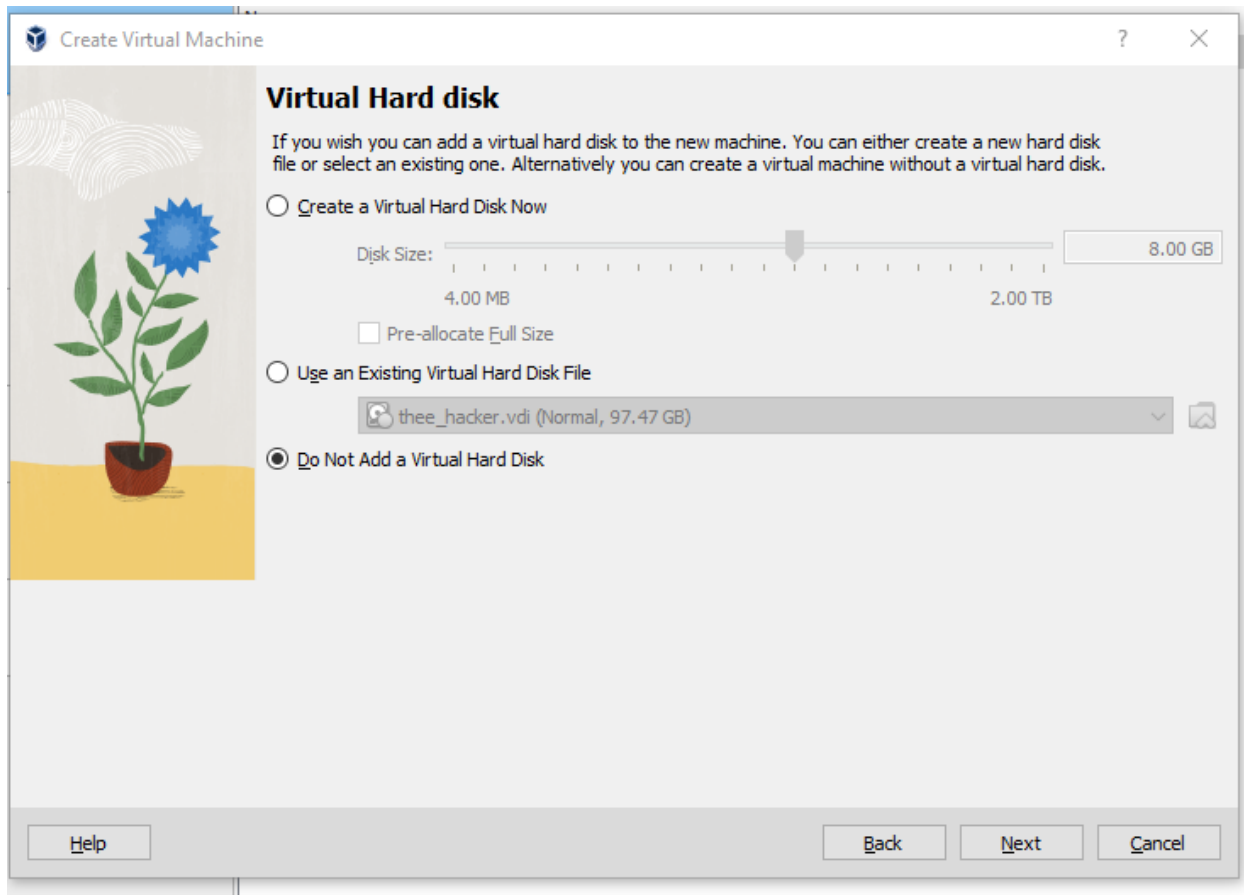 Create Virtual Machine
?
Virtual Hard disk
If you wish you can add a virtual hard disk to the new machine. You can either create a new hard disk
file or select an existing one. Alternatively you can create a virtual machine without a virtual hard disk.
Create a Virtual Hard Disk Now
Disk Size:
8.00 GB
4.00 MB 2.00 TB
Pre-allocate Full Size
Use an Existing Virtual Hard Disk File
thee_hacker.vdi (Normal, 97.47 GB)
Do Not Add a Virtual Hard Disk
Help Back Next Cancel